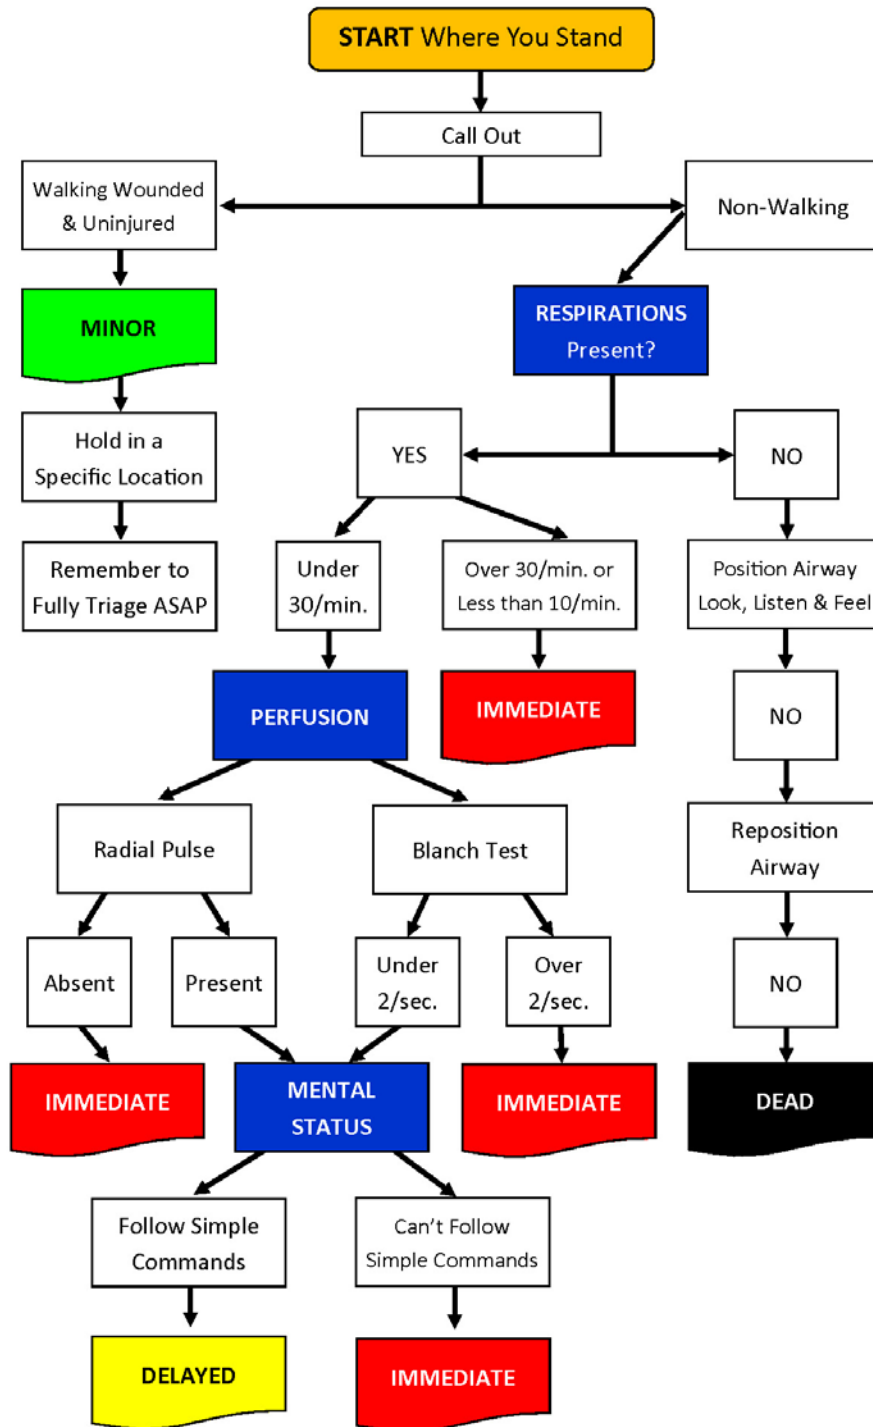 START Where You Stand
Call Out
Walking Wounded
& Uninjured
Non-Walking
MINOR
RESPIRATIONS
Present?
Hold in a
Specific Location
YES
NO
Remember to
Fully Triage ASAP
Under
30/min.
Over 30/min. or
Less than 10/min.
Position Airway
Look, Listen & Feel
PERFUSION
IMMEDIATE
NO
Radial Pulse
Blanch Test
Reposition
Airway
Absent
Present
Under
2/sec.
Over
2/sec.
NO
IMMEDIATE
MENTAL
STATUS
IMMEDIATE
DEAD
Follow Simple
Commands
Can't Follow
Simple Commands
DELAYED
IMMEDIATE